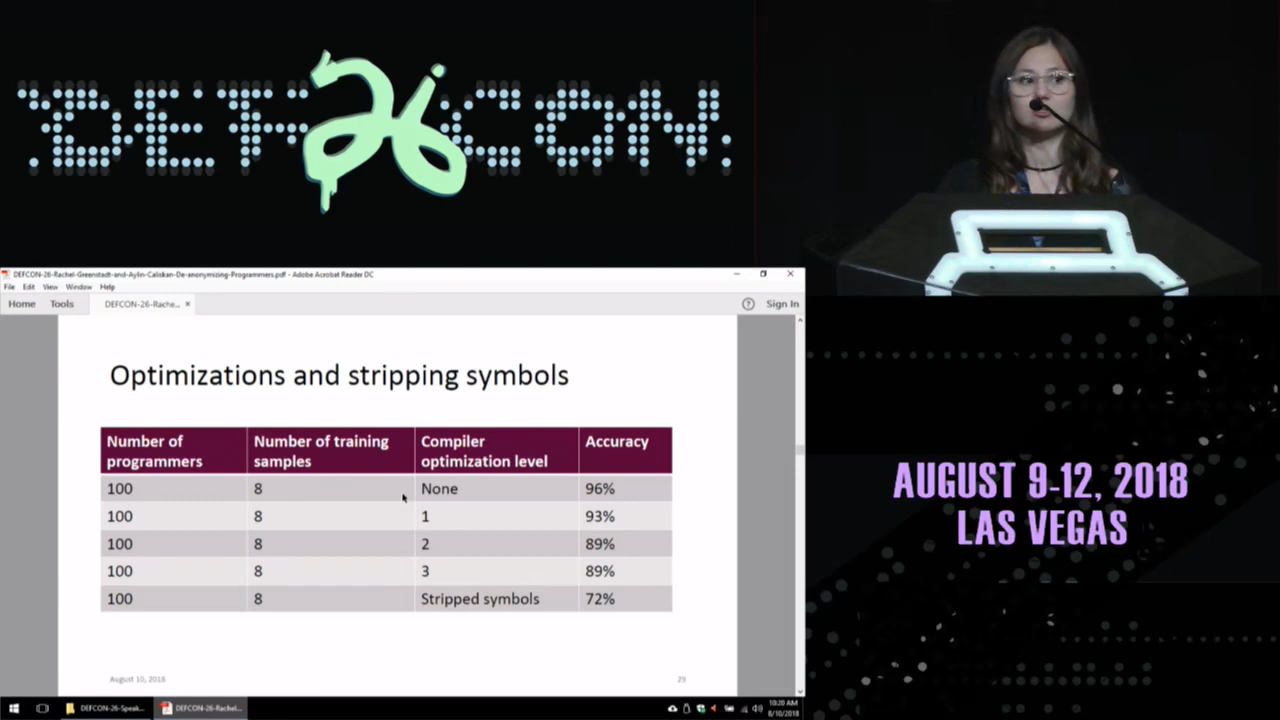 DEFCON
26
DEFCON-26-Rachel-Greenstadt-and-Aylin-Caliskan-De-anonymizing-Programmers.pdf - Adobe Acrobat Reader DC
File Edit View Window Help
Home Tools DEFCON-26-Rache... × Sign In
Optimizations and stripping symbols
Number of programmers Number of training samples Compiler optimization level Accuracy
100 8 None 96%
100 8 1 93%
100 8 2 89%
100 8 3 89%
100 8 Stripped symbols 72%
August 10, 2018 29
DEFCON-26-Speak... DEFCON-26-Rachel... 10:20 AM
8/10/2018
AUGUST 9-12, 2018
LAS VEGAS